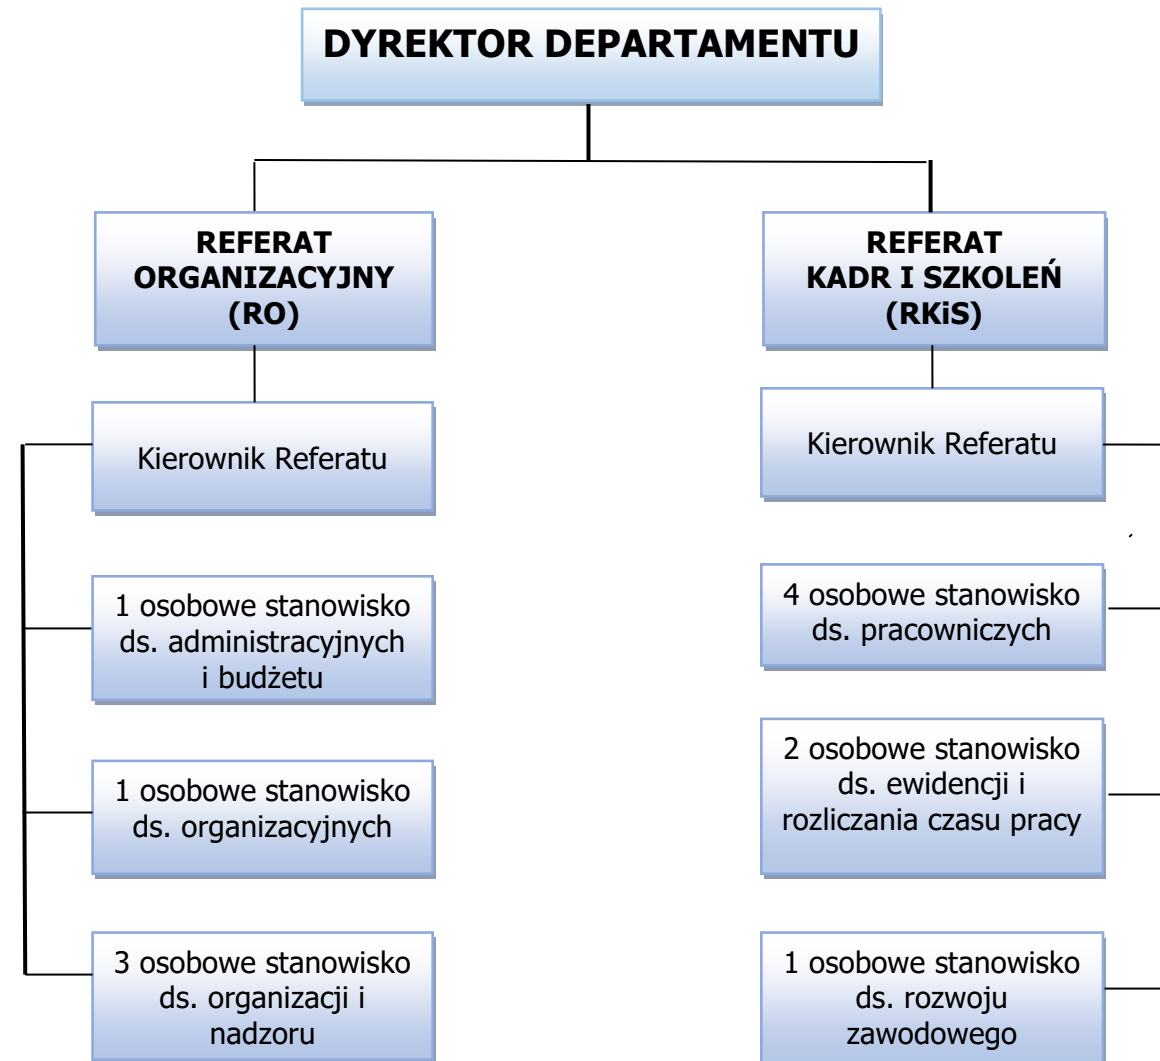 DYREKTOR DEPARTAMENTU
REFERAT
ORGANIZACYJNY
(RO)
Kierownik Referatu
1 osobowe stanowisko
ds. administracyjnych
i budżetu
1 osobowe stanowisko
ds. organizacyjnych
3 osobowe stanowisko
ds. organizacji i
nadzoru
REFERAT
KADR I SZKOLEŃ
(RKiS)
Kierownik Referatu
4 osobowe stanowisko
ds. pracowniczych
2 osobowe stanowisko
ds. ewidencji i
rozliczania czasu pracy
1 osobowe stanowisko
ds. rozwoju
zawodowego